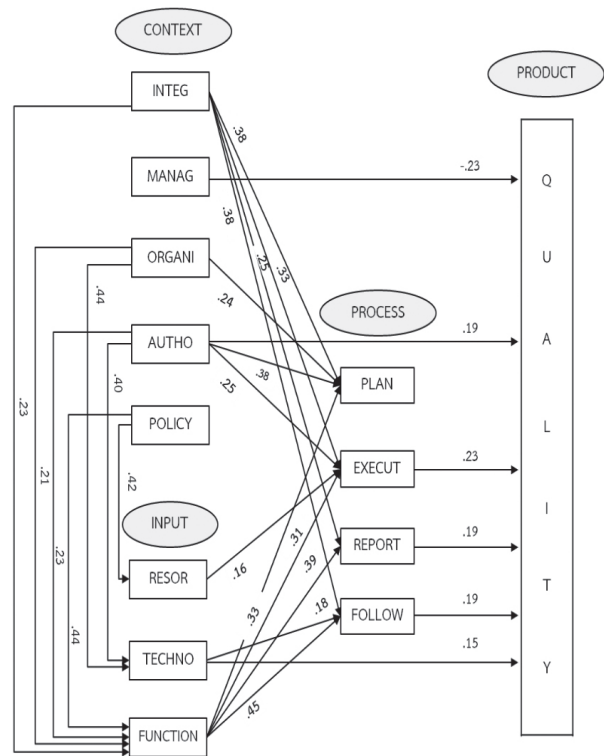 CONTEXT
PRODUCT
INTEG
.38
MANAG
-.23
Q
.38
U
ORGANI
.25
.33
.44
.24
PROCESS
AUTHO
.19
A
.40
.38
.25
PLAN
POLICY
L
.23
.42
EXECUT
.23
.21
INPUT
I
.23
RESOR
.16
.31
REPORT
.19
.39
T
.33
.18
FOLLOW
.19
.44
TECHNO
.15
Y
.45
FUNCTION